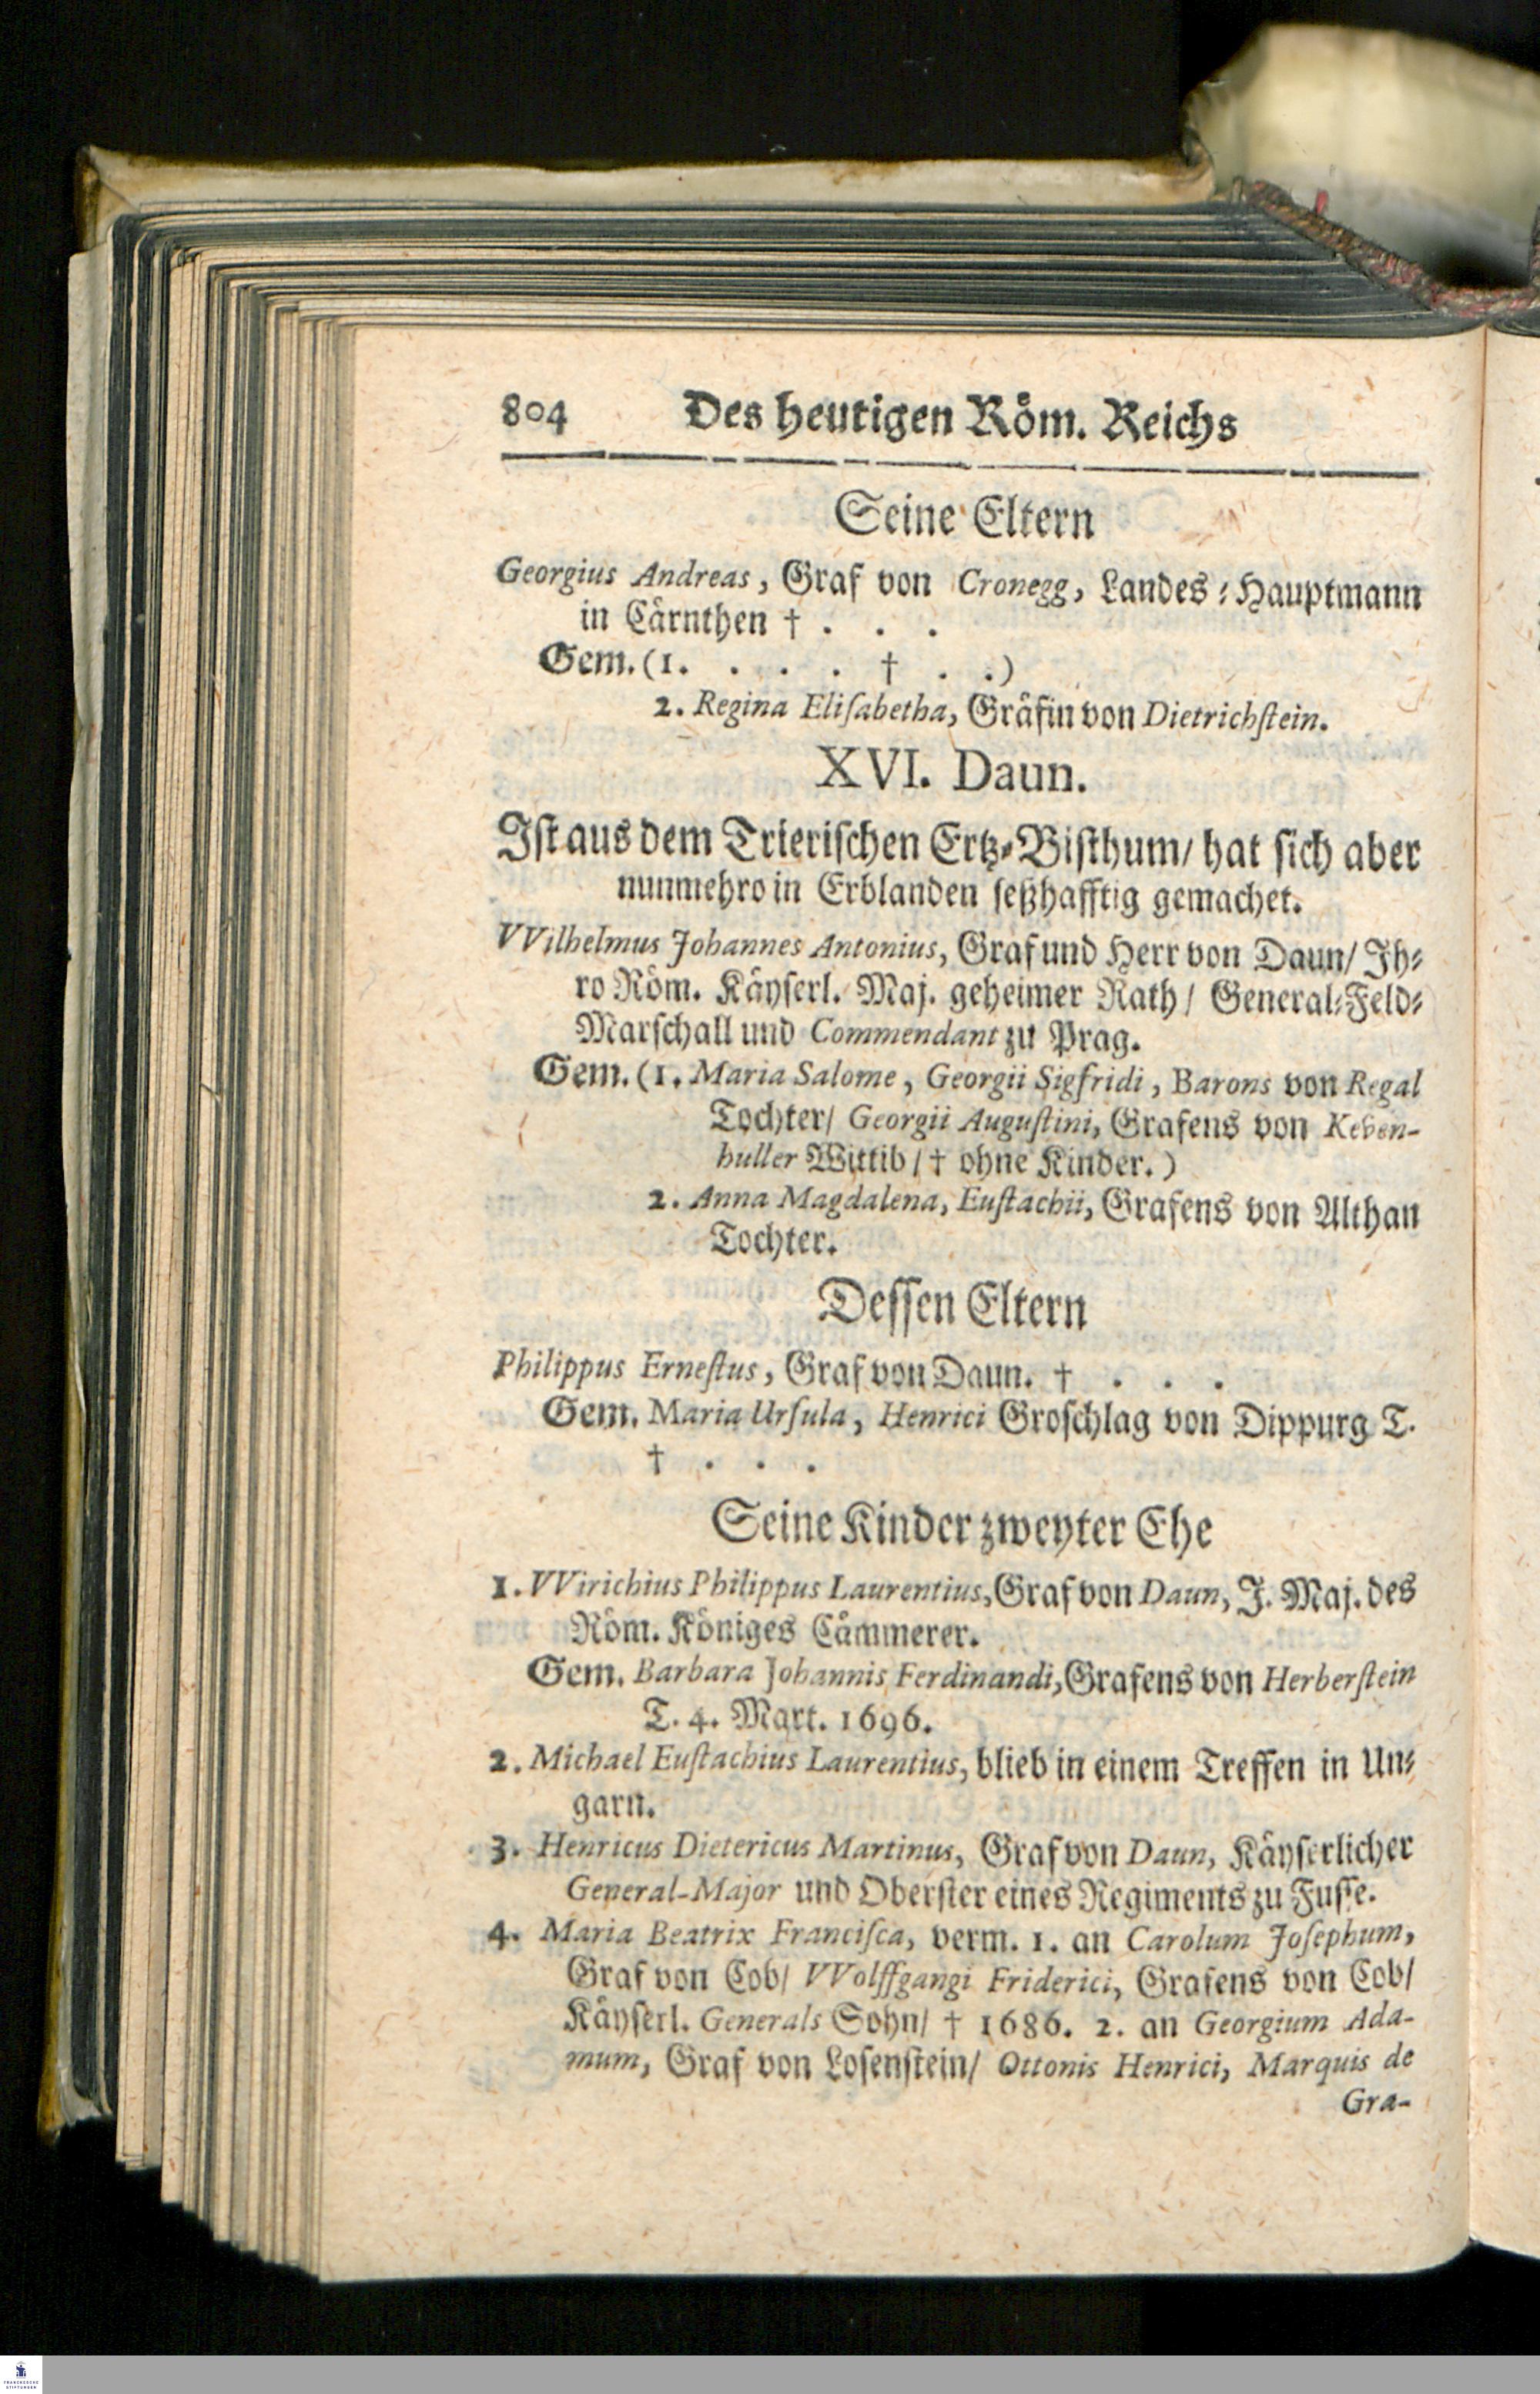 804 Des heutigen Röm. Reichs
Seine Eltern
Georgius Andreas, Graf von Cronegg, Landes-Hauptmann
in Cärnthen † . . .
Gem. (1. . . . . † . .)
2. Regina Eliſabetha, Gräfin von Dietrichſtein.
XVI. Daun.
Iſt aus dem Trieriſchen Ertz-Biſthum/ hat ſich aber
nunmehro in Erblanden ſeßhafftig gemachet.
VVilhelmus Johannes Antonius, Graf und Herr von Daun/ Ih-
ro Röm. Käyſerl. Maj. geheimer Rath/ General-Feld-
Marſchall und Commendant zu Prag.
Gem. (1. Maria Salome, Georgii Sigfridi, Barons von Regal
Tochter/ Georgii Auguſtini, Grafens von Keven-
huller Wittib/ † ohne Kinder.)
2. Anna Magdalena, Euſtachii, Grafens von Althan
Tochter.
Deſſen Eltern
Philippus Erneſtus, Graf von Daun. † . . .
Gem. Maria Urſula, Henrici Groſchlag von Dippurg T.
† . . .
Seine Kinder zweyter Ehe
1. VVirichius Philippus Laurentius, Graf von Daun, J. Maj. des
Röm. Königes Cämmerer.
Gem. Barbara Johannis Ferdinandi, Grafens von Herberſtein
T. 4. Mart. 1696.
2. Michael Euſtachius Laurentius, blieb in einem Treffen in Un-
garn.
3. Henricus Dietericus Martinus, Graf von Daun, Käyſerlicher
General-Major und Oberſter eines Regiments zu Fuſſe.
4. Maria Beatrix Franciſca, verm. 1. an Carolum Joſephum,
Graf von Cob/ VVolffgangi Friderici, Grafens von Cob/
Käyſerl. Generals Sohn/ † 1686. 2. an Georgium Ada-
mum, Graf von Loſenſtein/ Ottonis Henrici, Marquis de
Gra-
FRANCKESCHE
STIFTUNGEN